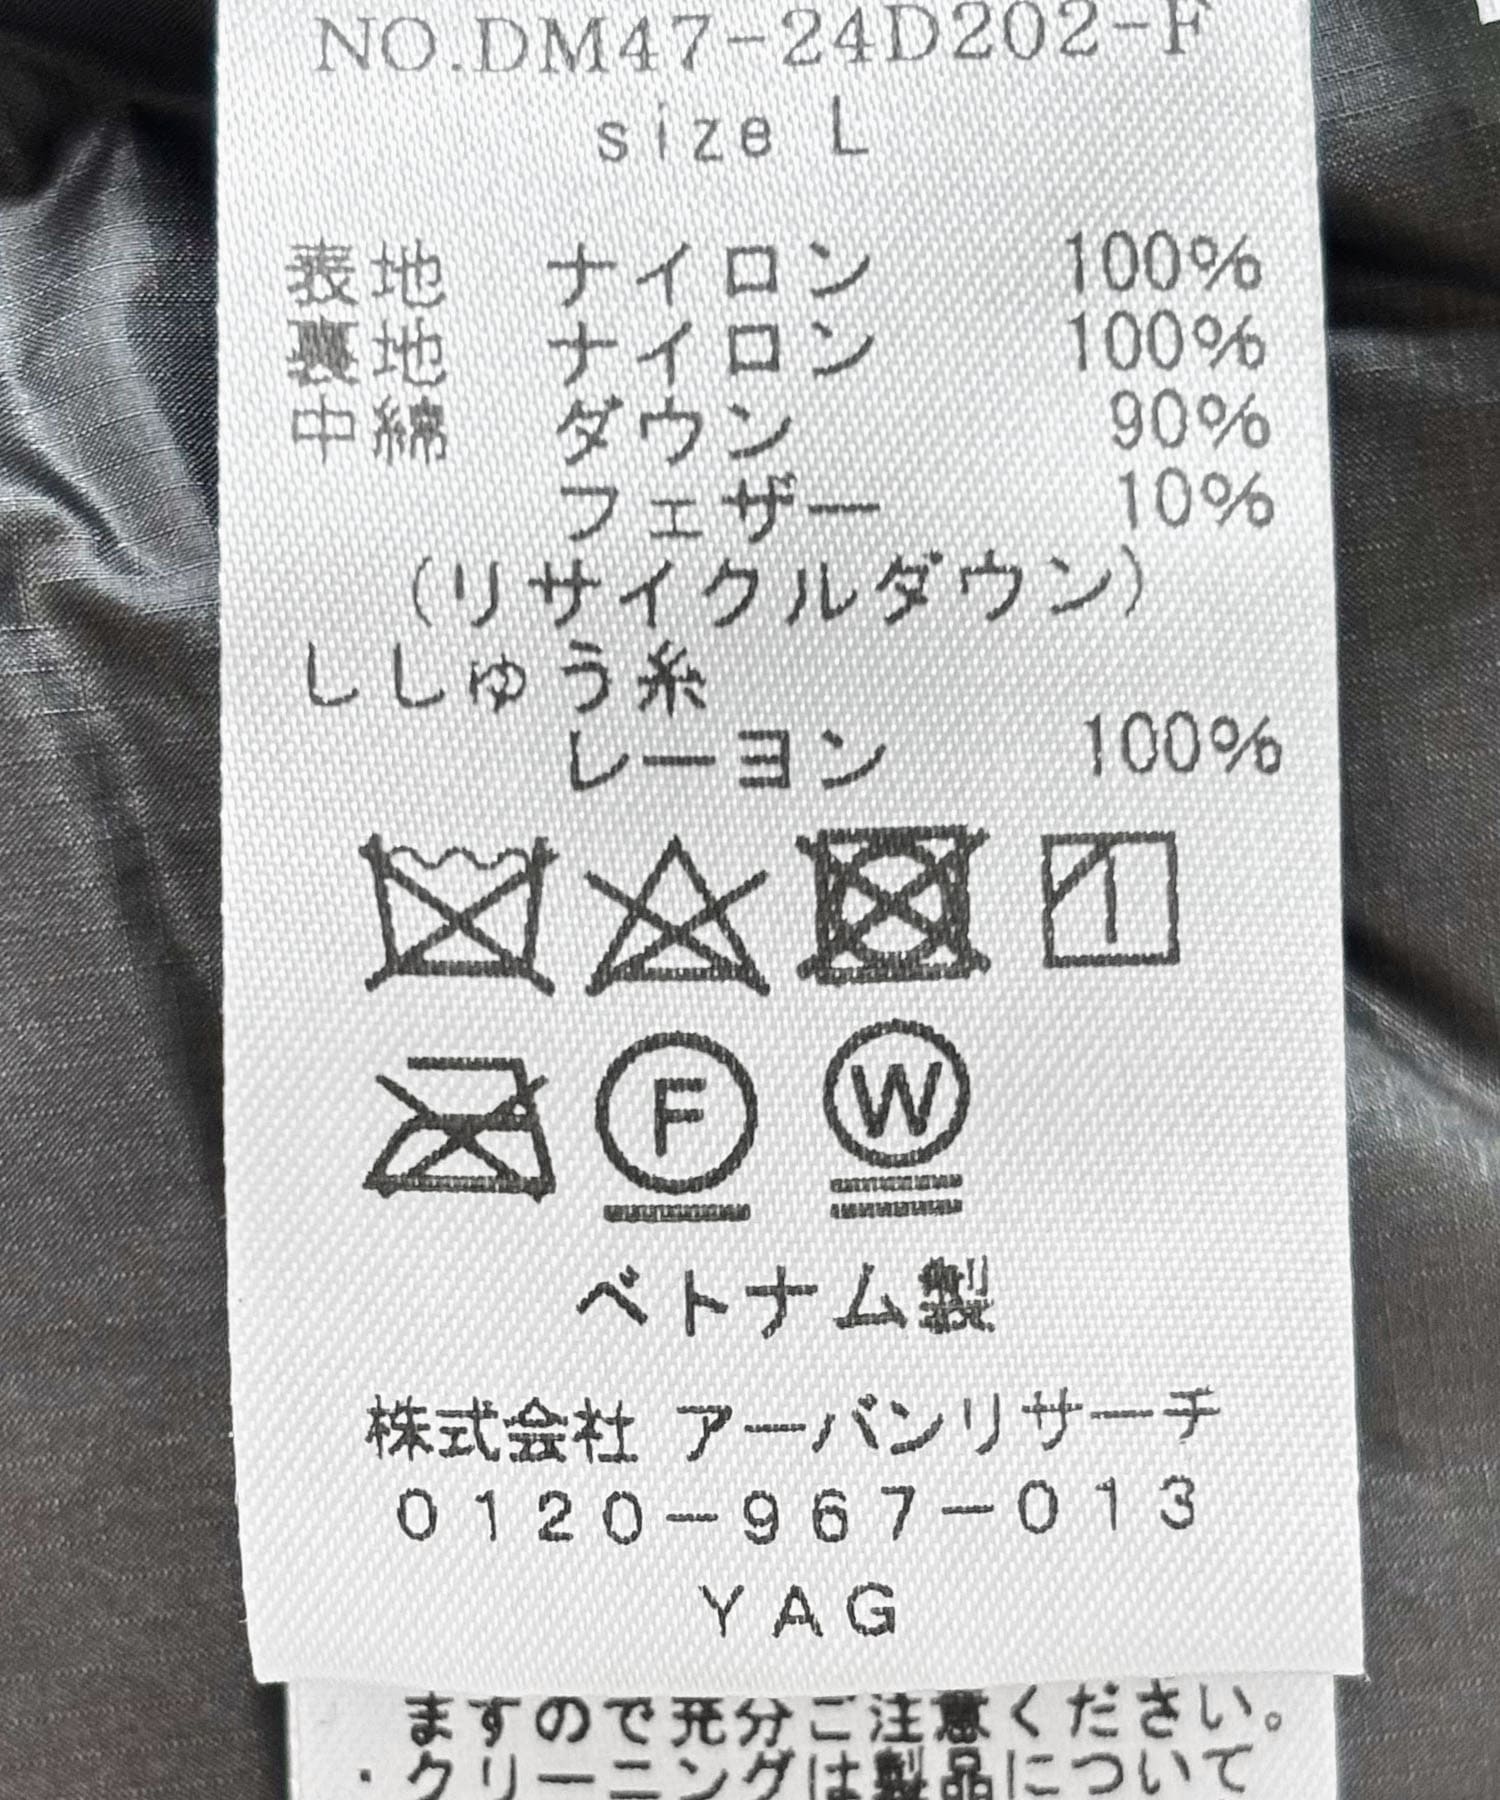 NO.DM47-24D202-F
size L
表地 ナイロン 100%
裏地 ナイロン 100%
中綿 ダウン 90%
フェザー 10%
(リサイクルダウン)
ししゅう糸
レーヨン 100%
F W
ベトナム製
株式会社 アーバンリサーチ
0120-967-013
YAG
ますので充分ご注意ください。
・クリーニングは製品について